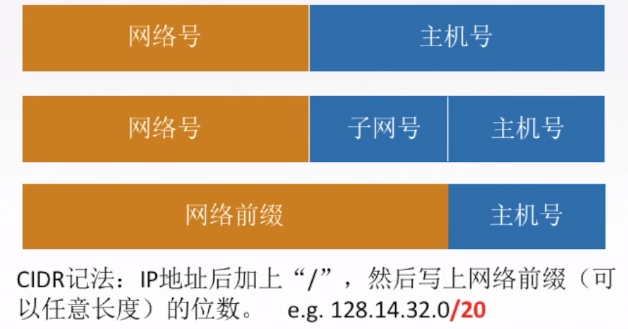 网络号 主机号
网络号 子网号 主机号
网络前缀 主机号
CIDR记法：IP地址后加上“/”，然后写上网络前缀（可
以任意长度）的位数。 e.g. 128.14.32.0/20